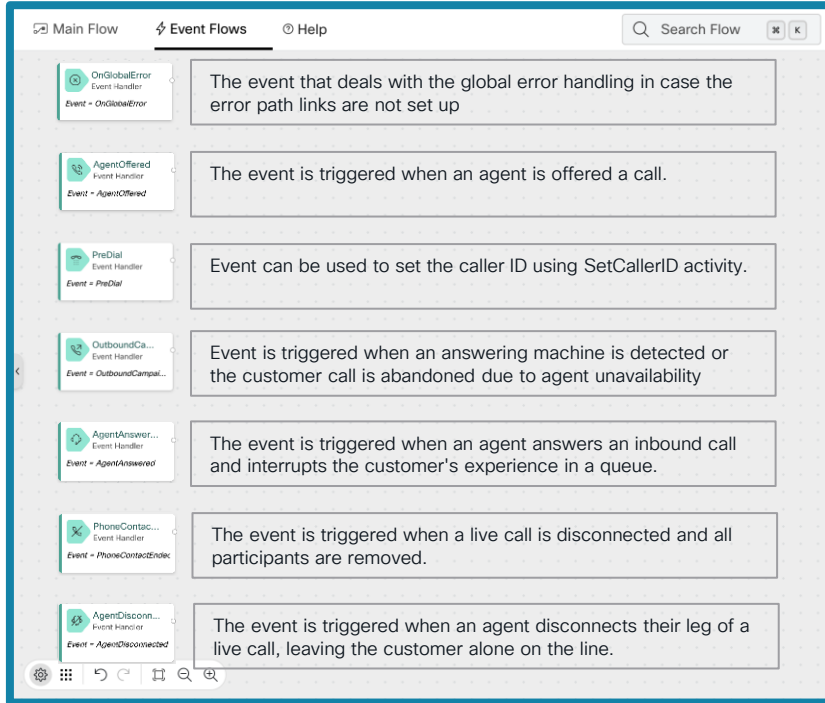 Main Flow
Event Flows
Help
Search Flow
⌘ K
OnGlobalError
Event Handler
Event = OnGlobalError
The event that deals with the global error handling in case the
error path links are not set up
AgentOffered
Event Handler
Event = AgentOffered
The event is triggered when an agent is offered a call.
PreDial
Event Handler
Event = PreDial
Event can be used to set the caller ID using SetCallerID activity.
OutboundCa...
Event Handler
Event = OutboundCampai...
Event is triggered when an answering machine is detected or
the customer call is abandoned due to agent unavailability
AgentAnswer...
Event Handler
Event = AgentAnswered
The event is triggered when an agent answers an inbound call
and interrupts the customer's experience in a queue.
PhoneContac...
Event Handler
Event = PhoneContactEndec
The event is triggered when a live call is disconnected and all
participants are removed.
AgentDisconn...
Event Handler
Event = AgentDisconnected
The event is triggered when an agent disconnects their leg of a
live call, leaving the customer alone on the line.